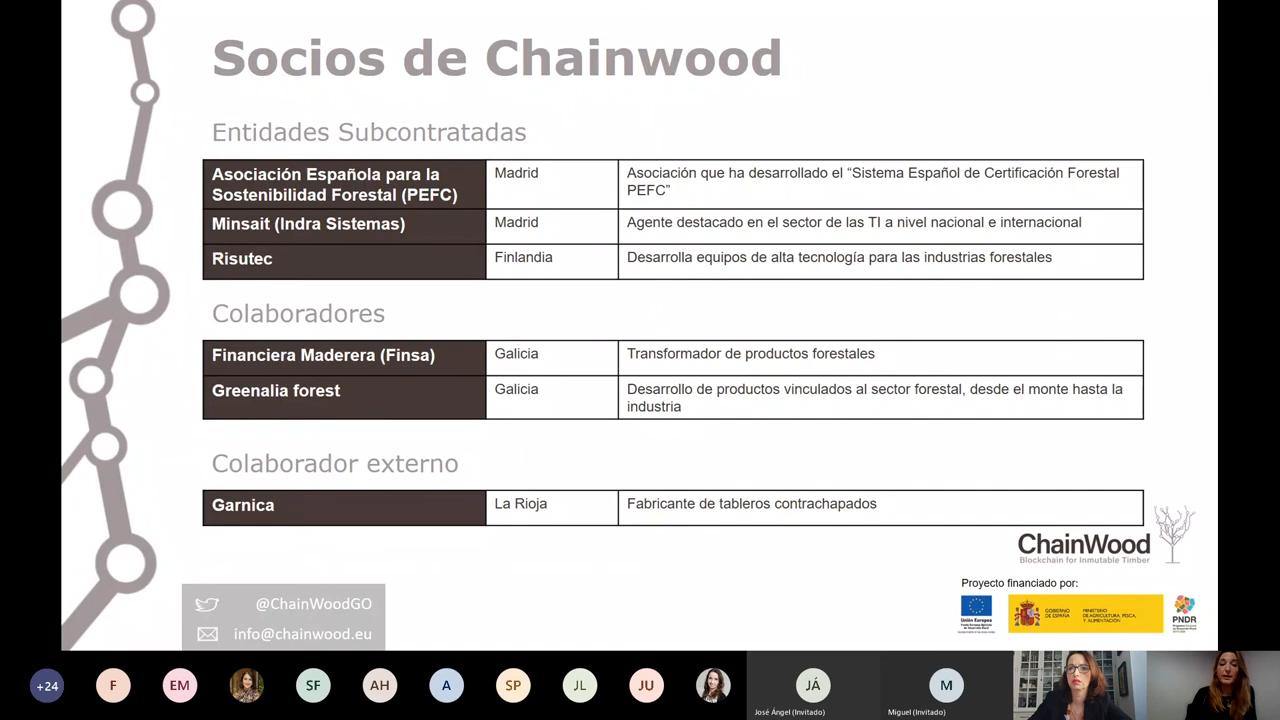 Socios de Chainwood
Entidades Subcontratadas
Asociación Española para la
Sostenibilidad Forestal (PEFC)
Madrid
Asociación que ha desarrollado el “Sistema Español de Certificación Forestal
PEFC”
Minsait (Indra Sistemas)
Madrid
Agente destacado en el sector de las TI a nivel nacional e internacional
Risutec
Finlandia
Desarrolla equipos de alta tecnología para las industrias forestales
Colaboradores
Financiera Maderera (Finsa)
Galicia
Transformador de productos forestales
Greenalia forest
Galicia
Desarrollo de productos vinculados al sector forestal, desde el monte hasta la
industria
Colaborador externo
Garnica
La Rioja
Fabricante de tableros contrachapados
ChainWood
Blockchain for Inmutable Timber
@ChainWoodGO
info@chainwood.eu
Proyecto financiado por:
Unión Europea
GOBIERNO
DE ESPAÑA
MINISTERIO
DE AGRICULTURA, PESCA,
Y ALIMENTACIÓN
PNDR
+24
F
EM
SF
AH
A
SP
JL
JU
JÁ
José Ángel (Invitado)
M
Miguel (Invitado)